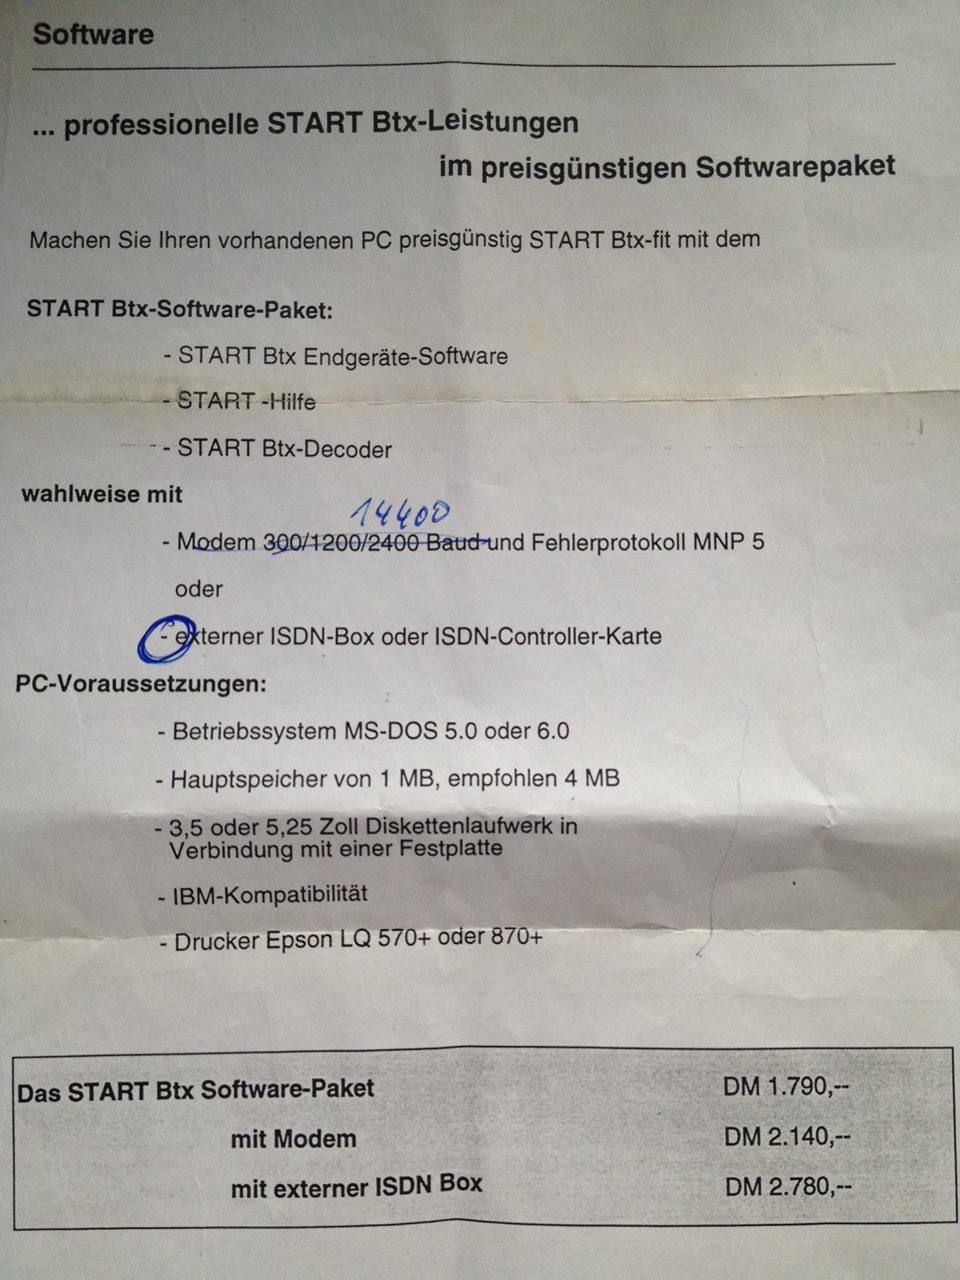 Software
... professionelle START Btx-Leistungen
im preisgünstigen Softwarepaket
Machen Sie Ihren vorhandenen PC preisgünstig START Btx-fit mit dem
START Btx-Software-Paket:
- START Btx Endgeräte-Software
- START -Hilfe
- START Btx-Decoder
wahlweise mit
14400
- Modem 300/1200/2400 Baud und Fehlerprotokoll MNP 5
oder
- externer ISDN-Box oder ISDN-Controller-Karte
PC-Voraussetzungen:
- Betriebssystem MS-DOS 5.0 oder 6.0
- Hauptspeicher von 1 MB, empfohlen 4 MB
- 3,5 oder 5,25 Zoll Diskettenlaufwerk in
Verbindung mit einer Festplatte
- IBM-Kompatibilität
- Drucker Epson LQ 570+ oder 870+
Das START Btx Software-Paket DM 1.790,--
mit Modem DM 2.140,--
mit externer ISDN Box DM 2.780,--